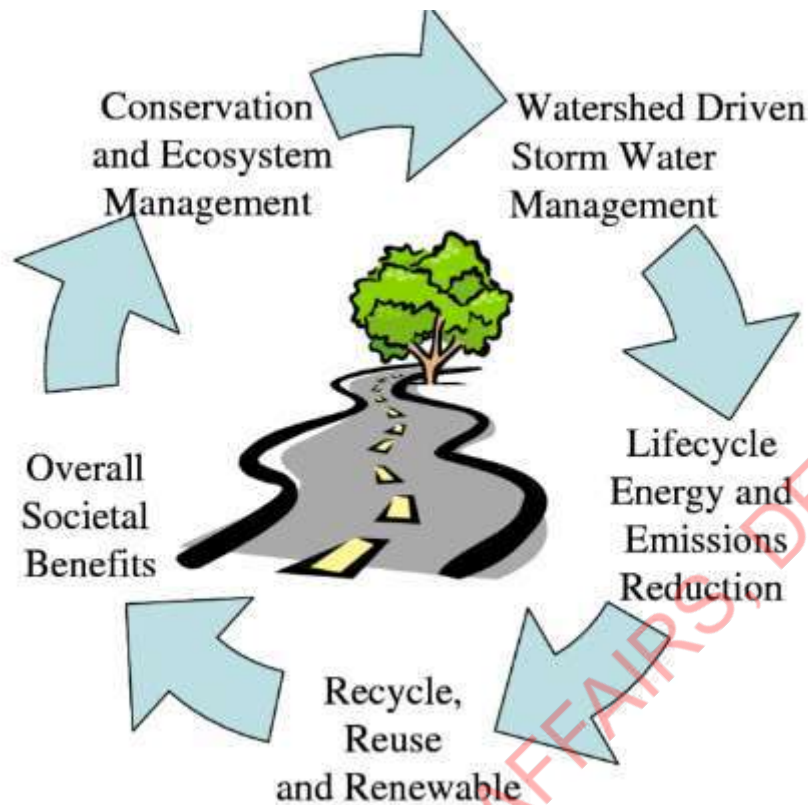 Conservation
and Ecosystem
Management
Watershed Driven
Storm Water
Management
Lifecycle
Energy and
Emissions
Reduction
Recycle,
Reuse
and Renewable
Overall
Societal
Benefits
AFFAIRS,